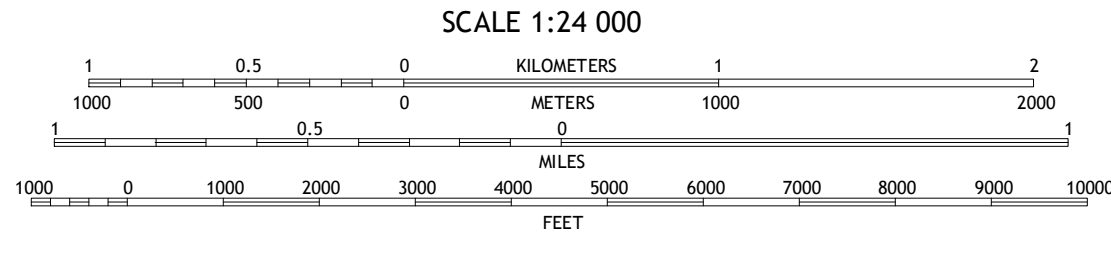 SCALE 1:24 000
1 0.5 0 KILOMETERS 1 2
1000 500 0 METERS 1000 2000
1 0.5 0 1
MILES
1000 0 1000 2000 3000 4000 5000 6000 7000 8000 9000 10000
FEET